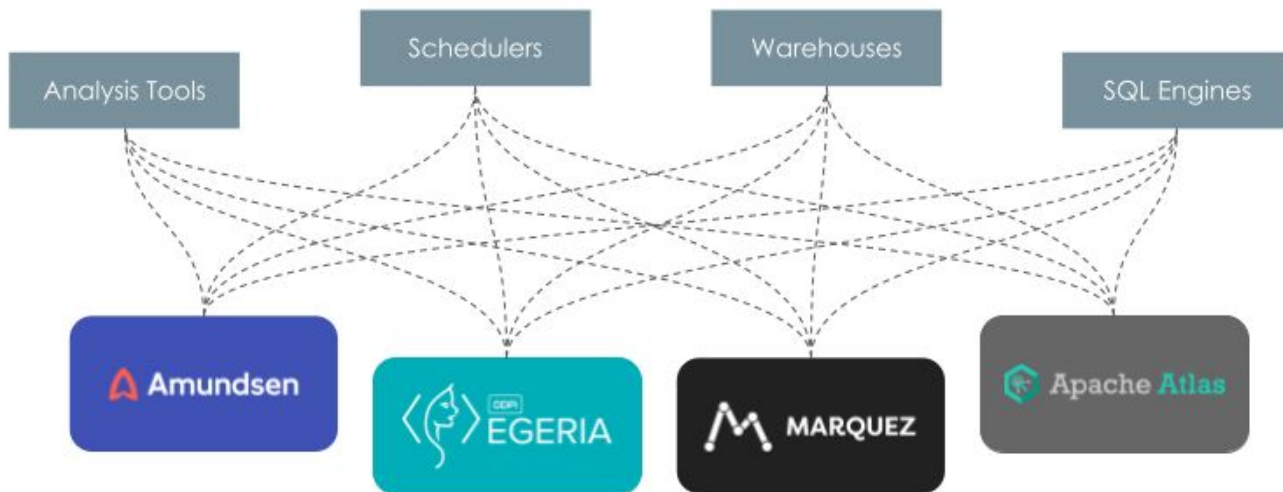 Analysis Tools
Schedulers
Warehouses
SQL Engines
Amundsen
ODPi
EGERIA
MARQUEZ
Apache Atlas